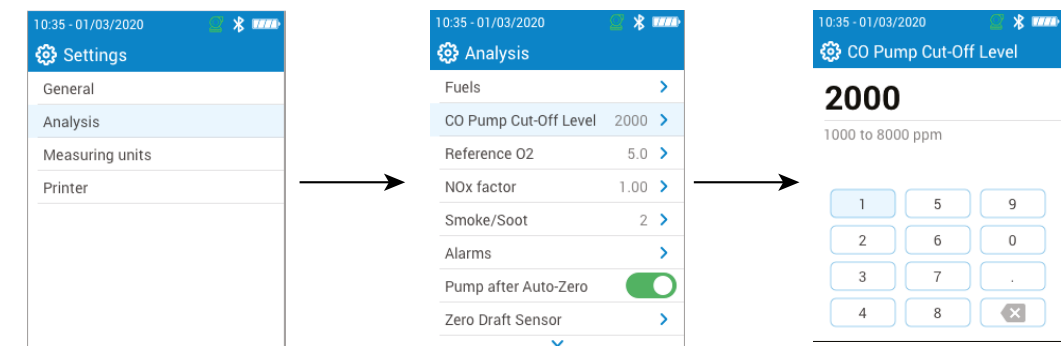 10:35 - 01/03/2020
Settings
General
Analysis
Measuring units
Printer
10:35 - 01/03/2020
Analysis
Fuels
CO Pump Cut-Off Level 2000
Reference O2 5.0
NOx factor 1.00
Smoke/Soot 2
Alarms
Pump after Auto-Zero
Zero Draft Sensor
10:35 - 01/03/2020
CO Pump Cut-Off Level
2000
1000 to 8000 ppm
1 5 9
2 6 0
3 7 .
4 8